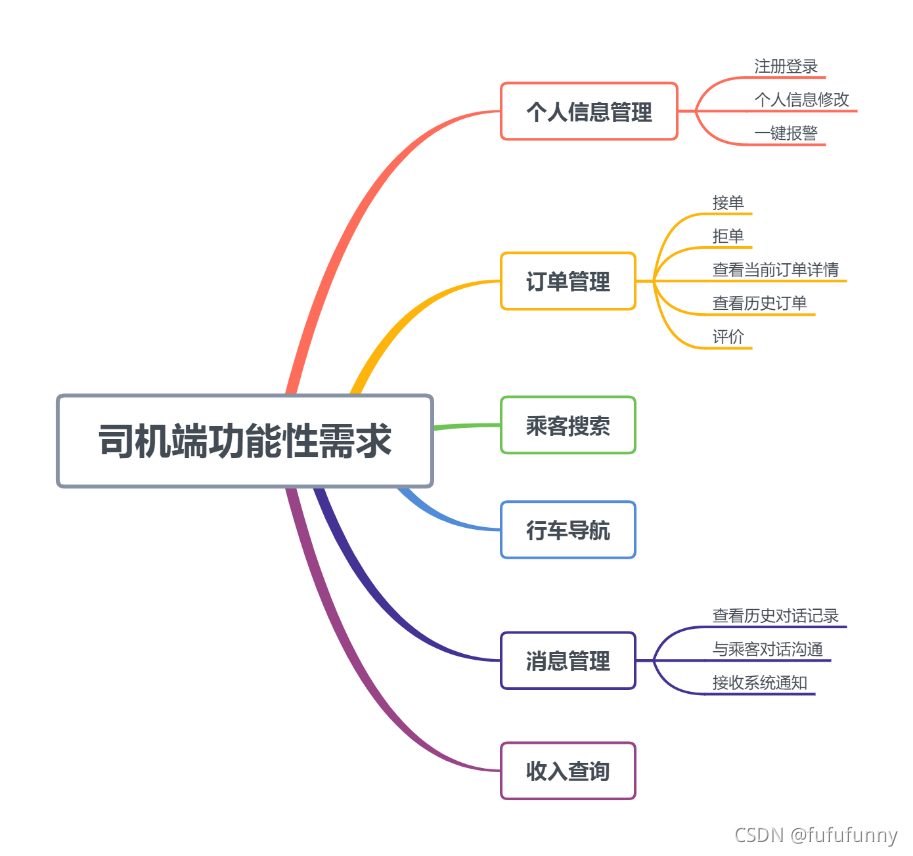 司机端功能性需求
个人信息管理
注册登录
个人信息修改
一键报警
订单管理
接单
拒单
查看当前订单详情
查看历史订单
评价
乘客搜索
行车导航
消息管理
查看历史对话记录
与乘客对话沟通
接收系统通知
收入查询
CSDN @fufufunny